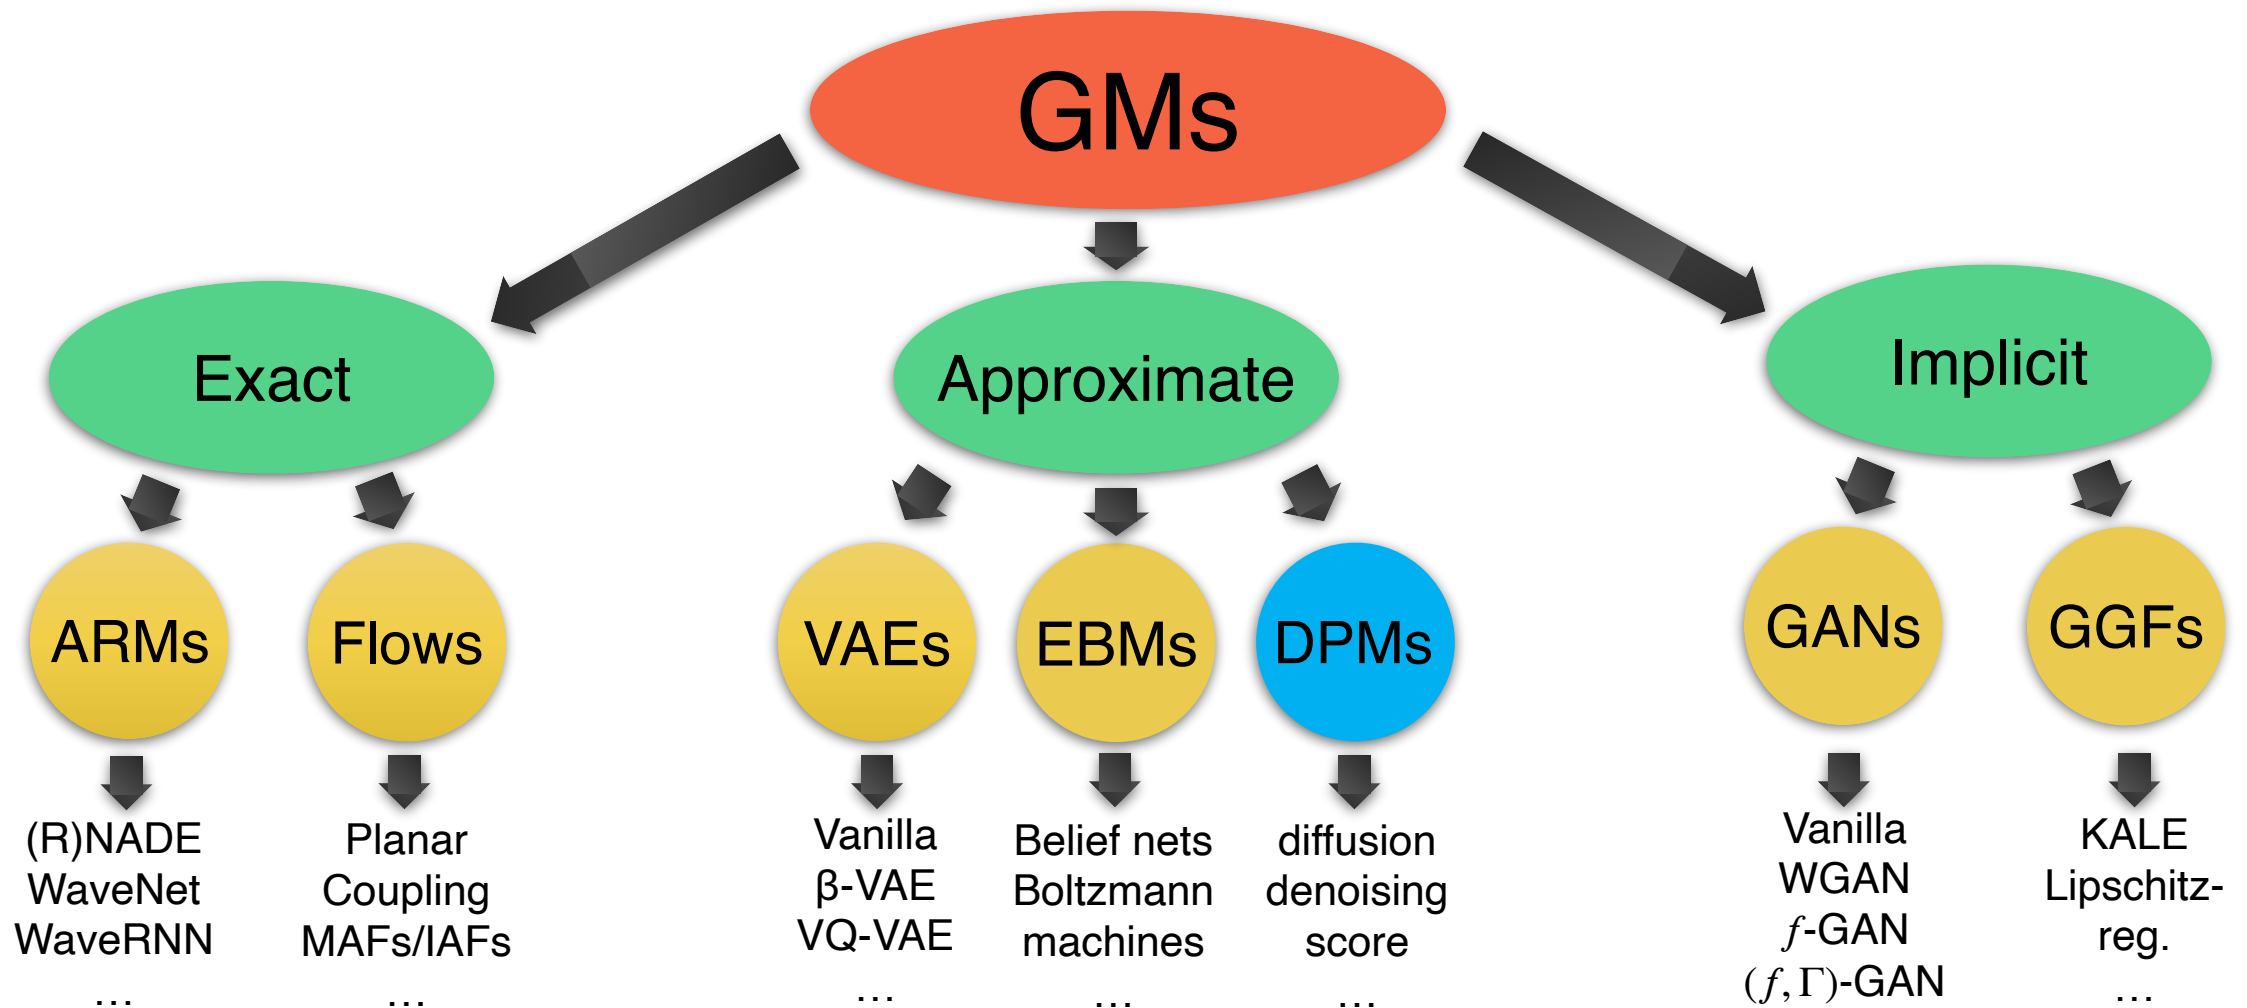 GMs
Exact
Approximate
Implicit
ARMs
Flows
VAEs
EBMs
DPMs
GANs
GGFs
(R)NADE
WaveNet
WaveRNN
...
Planar
Coupling
MAFs/IAFs
...
Vanilla
β-VAE
VQ-VAE
...
Belief nets
Boltzmann
machines
...
diffusion
denoising
score
...
Vanilla
WGAN
f-GAN
(f, Γ)-GAN
KALE
Lipschitz-
reg.
...